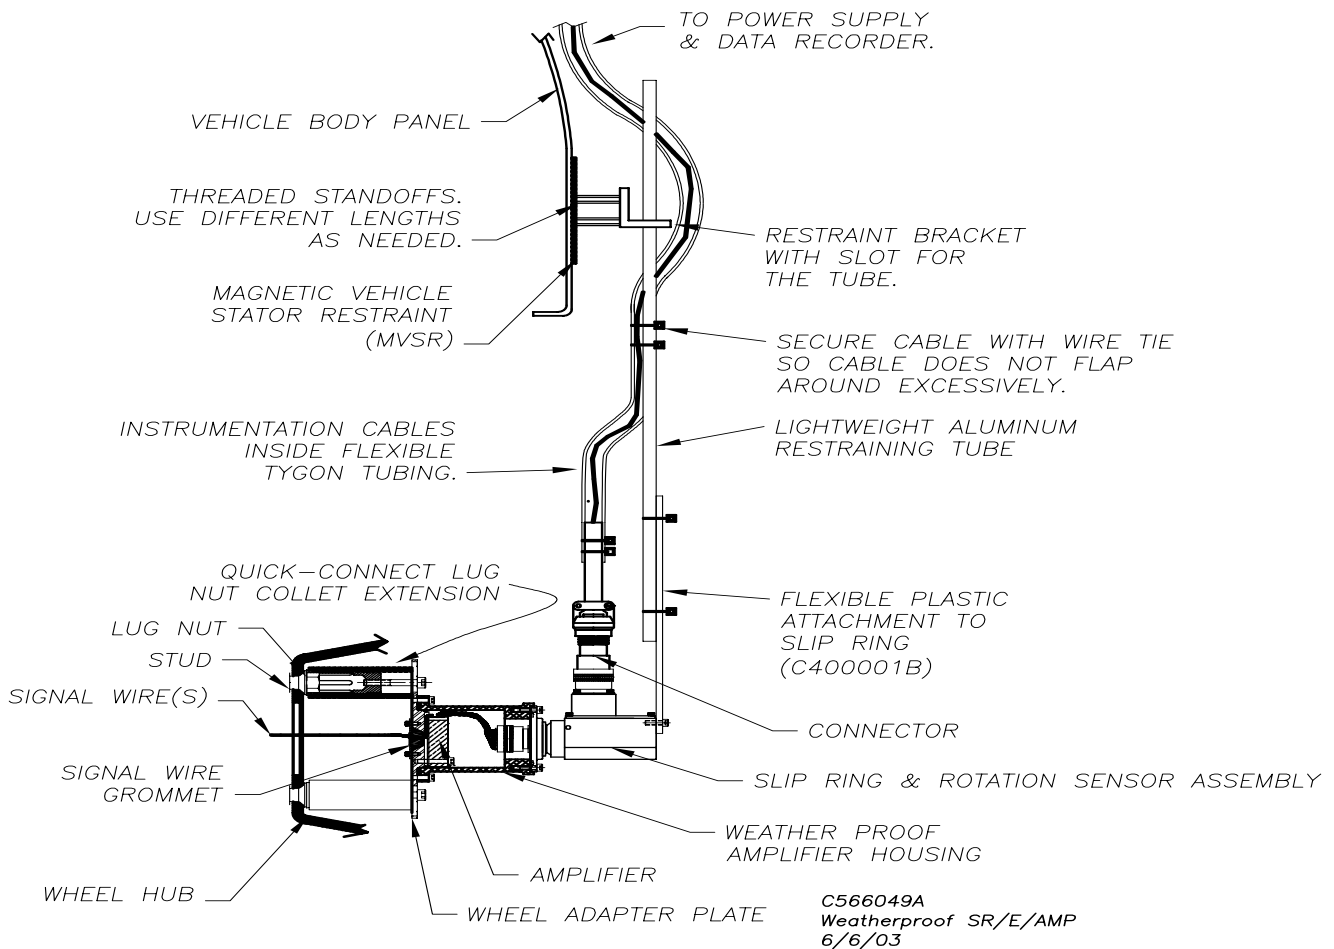 TO POWER SUPPLY
& DATA RECORDER.
VEHICLE BODY PANEL
THREADED STANDOFFS.
USE DIFFERENT LENGTHS
AS NEEDED.
RESTRAINT BRACKET
WITH SLOT FOR
THE TUBE.
MAGNETIC VEHICLE
STATOR RESTRAINT
(MVSR)
SECURE CABLE WITH WIRE TIE
SO CABLE DOES NOT FLAP
AROUND EXCESSIVELY.
INSTRUMENTATION CABLES
INSIDE FLEXIBLE
TYGON TUBING.
LIGHTWEIGHT ALUMINUM
RESTRAINING TUBE
QUICK-CONNECT LUG
NUT COLLET EXTENSION
FLEXIBLE PLASTIC
ATTACHMENT TO
SLIP RING
(C400001B)
LUG NUT
STUD
SIGNAL WIRE(S)
CONNECTOR
SIGNAL WIRE
GROMMET
SLIP RING & ROTATION SENSOR ASSEMBLY
WEATHER PROOF
AMPLIFIER HOUSING
AMPLIFIER
WHEEL HUB
WHEEL ADAPTER PLATE
C566049A
Weatherproof SR/E/AMP
6/6/03